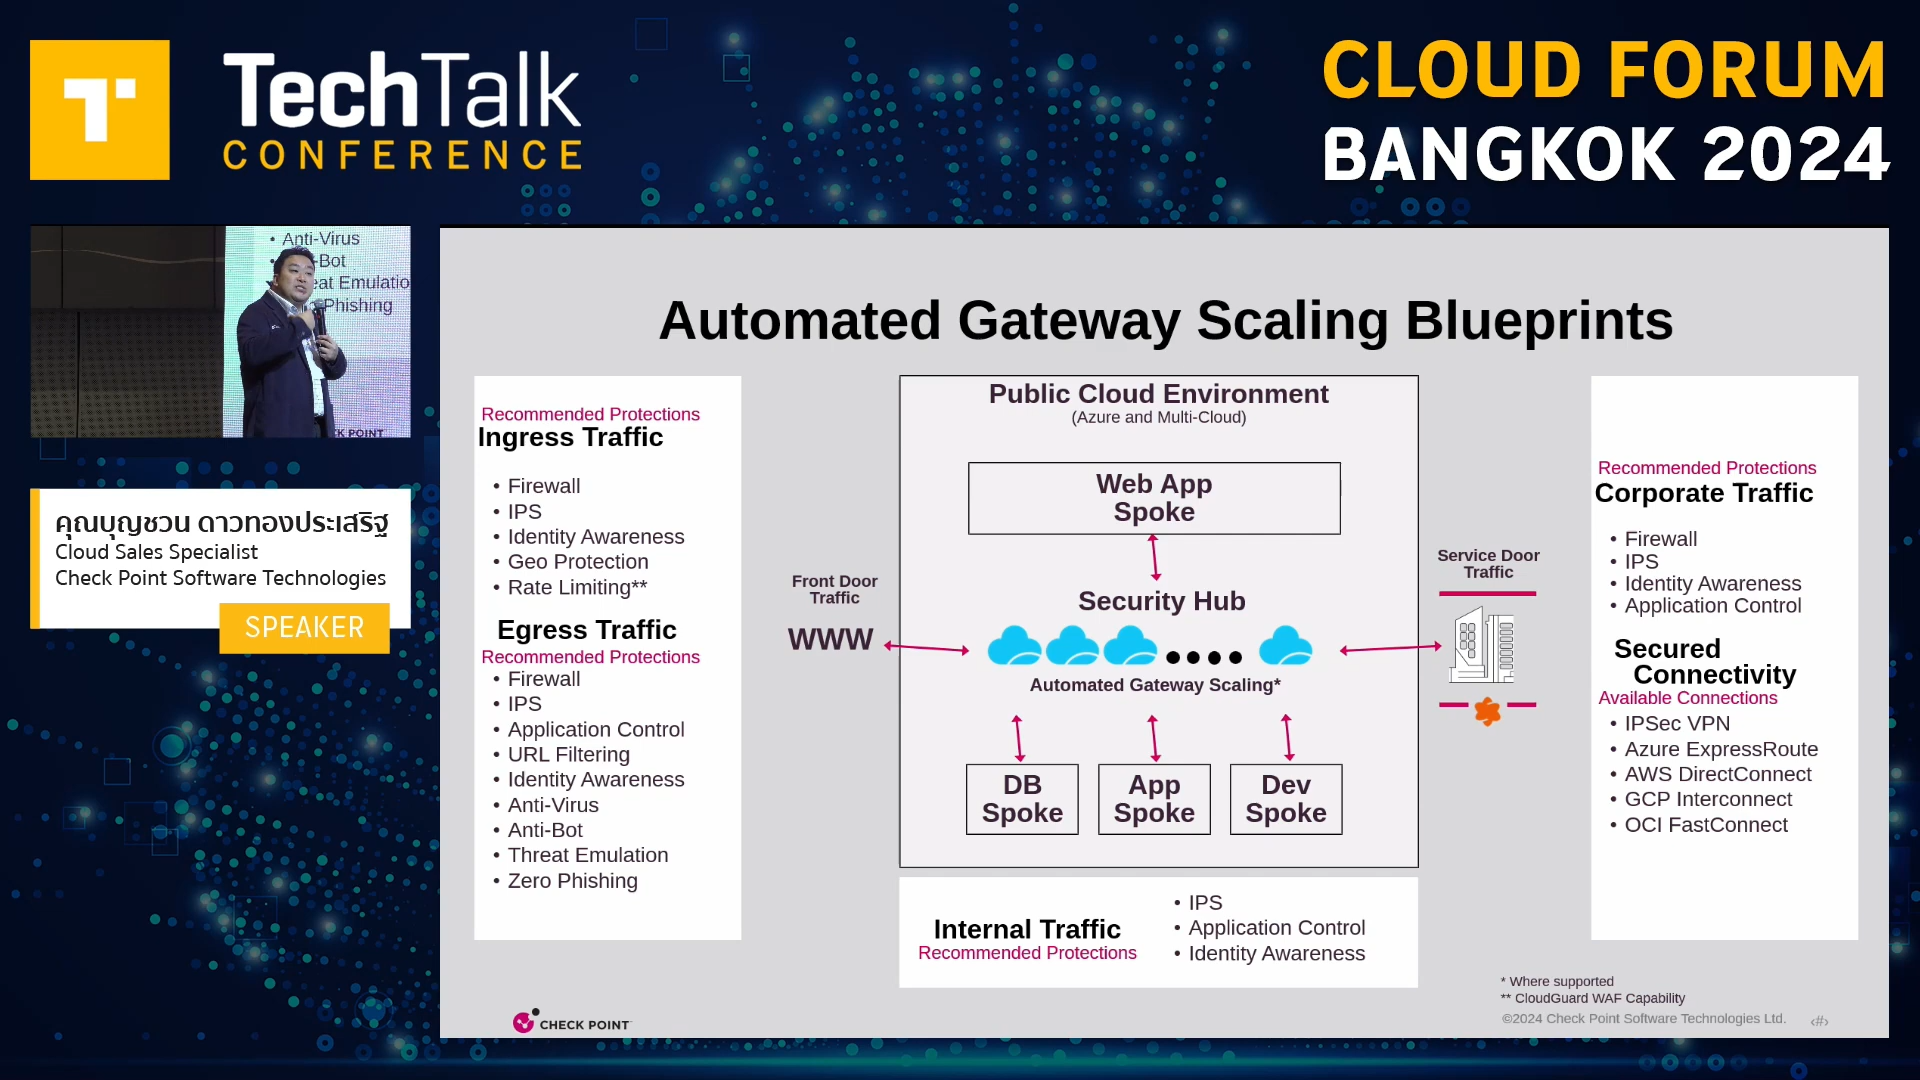 TechTalk
CONFERENCE
CLOUD FORUM
BANGKOK 2024
• Anti-Virus
-Bot
eat Emulatio
Phishing
CK POINT
คุณบุญชวน ดาวทองประเสริฐ
Cloud Sales Specialist
Check Point Software Technologies
SPEAKER
Automated Gateway Scaling Blueprints
Recommended Protections
Ingress Traffic
• Firewall
• IPS
• Identity Awareness
• Geo Protection
• Rate Limiting**
Egress Traffic
Recommended Protections
• Firewall
• IPS
• Application Control
• URL Filtering
• Identity Awareness
• Anti-Virus
• Anti-Bot
• Threat Emulation
• Zero Phishing
Front Door
Traffic
WWW
Public Cloud Environment
(Azure and Multi-Cloud)
Web App
Spoke
Security Hub
Automated Gateway Scaling*
DB
Spoke
App
Spoke
Dev
Spoke
Internal Traffic
Recommended Protections
• IPS
• Application Control
• Identity Awareness
Service Door
Traffic
Recommended Protections
Corporate Traffic
• Firewall
• IPS
• Identity Awareness
• Application Control
Secured
Connectivity
Available Connections
• IPSec VPN
• Azure ExpressRoute
• AWS DirectConnect
• GCP Interconnect
• OCI FastConnect
* Where supported
** CloudGuard WAF Capability
©2024 Check Point Software Technologies Ltd.
‹#›
CHECK POINT